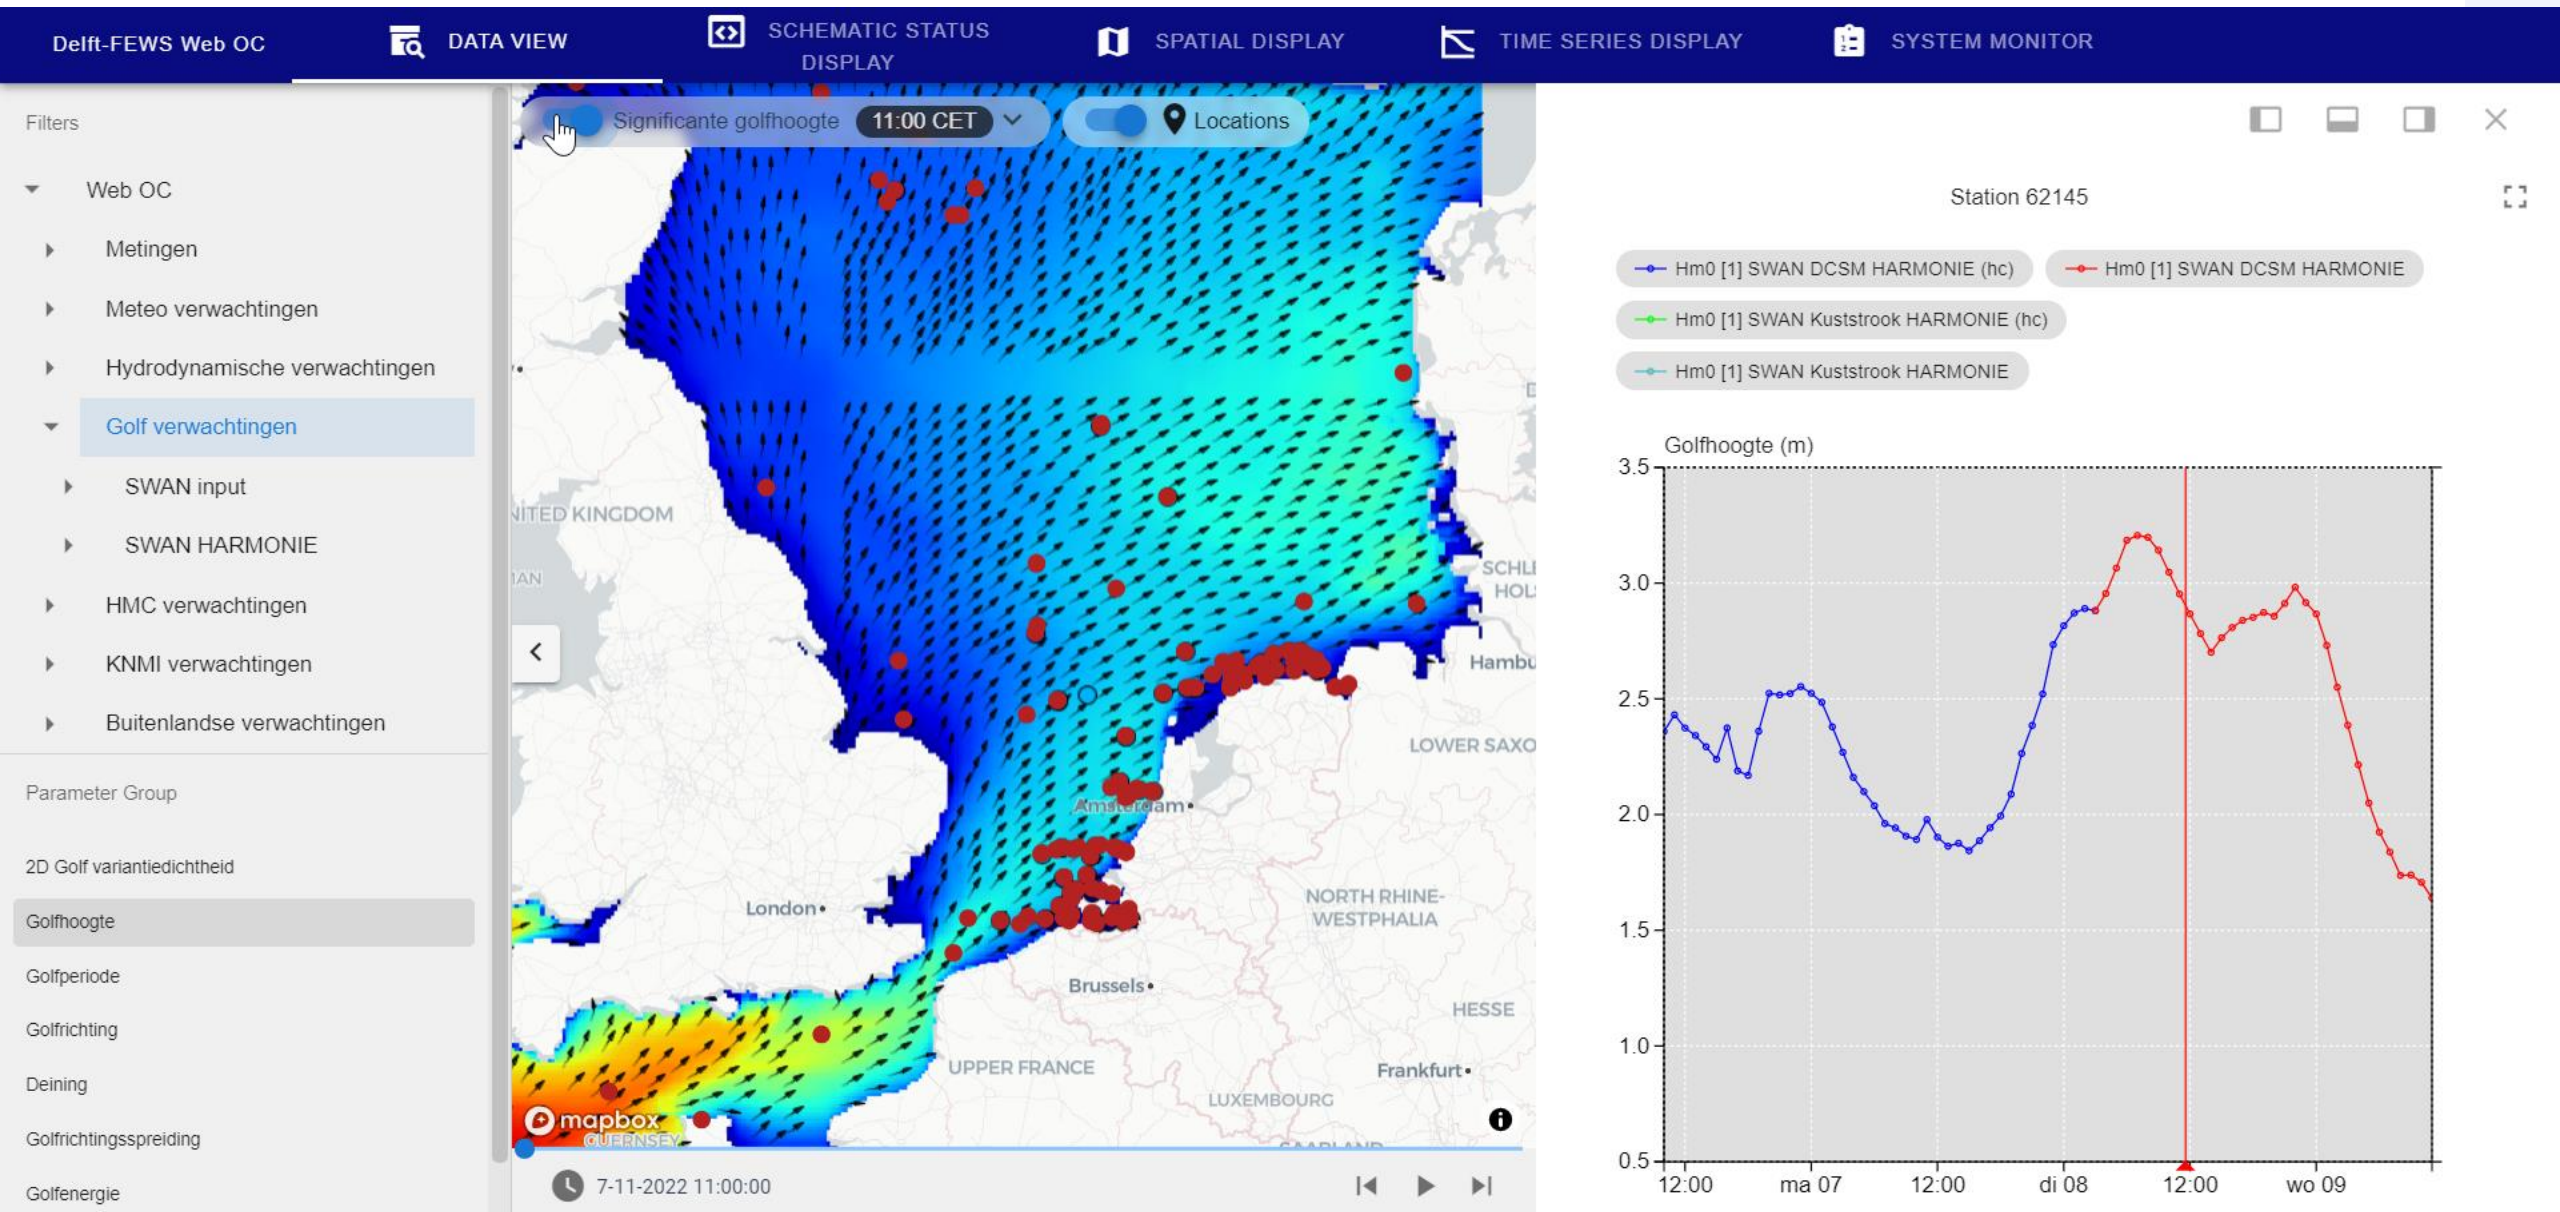 Delft-FEWS Web OC
DATA VIEW
SCHEMATIC STATUS
DISPLAY
SPATIAL DISPLAY
TIME SERIES DISPLAY
SYSTEM MONITOR
Filters
Web OC
Metingen
Meteo verwachtingen
Hydrodynamische verwachtingen
Golf verwachtingen
SWAN input
SWAN HARMONIE
HMC verwachtingen
KNMI verwachtingen
Buitenlandse verwachtingen
Parameter Group
2D Golf variantiedichtheid
Golfhoogte
Golfperiode
Golfrichting
Deining
Golfrichtingsspreiding
Golfenergie
Significante golfhoogte 11:00 CET
Locations
UNITED KINGDOM
London
Amsterdam
Brussels
LOWER SAXO
NORTH RHINE-
WESTPHALIA
HESSE
Frankfurt
UPPER FRANCE
LUXEMBOURG
SCHLE
HOLS
Hambu
mapbox
GUERNSEY
7-11-2022 11:00:00
Station 62145
Hm0 [1] SWAN DCSM HARMONIE (hc)
Hm0 [1] SWAN DCSM HARMONIE
Hm0 [1] SWAN Kuststrook HARMONIE (hc)
Hm0 [1] SWAN Kuststrook HARMONIE
Golfhoogte (m)
3.5
3.0
2.5
2.0
1.5
1.0
0.5
12:00 ma 07 12:00 di 08 12:00 wo 09